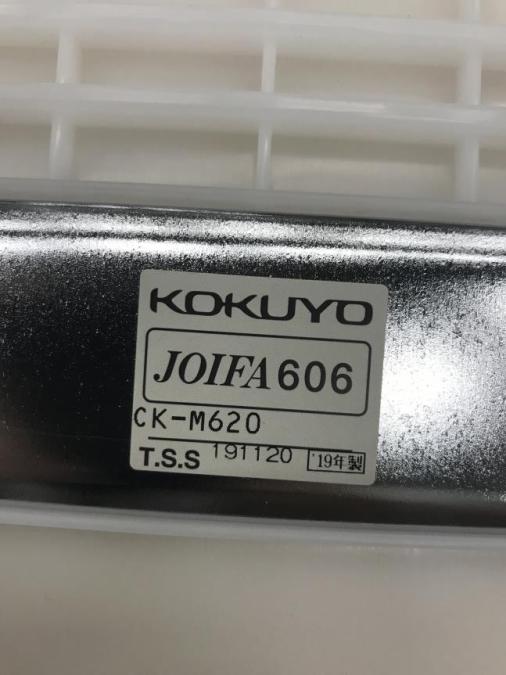 KOKUYO
JOIFA 606
CK-M620
T.S.S 191120 '19年製